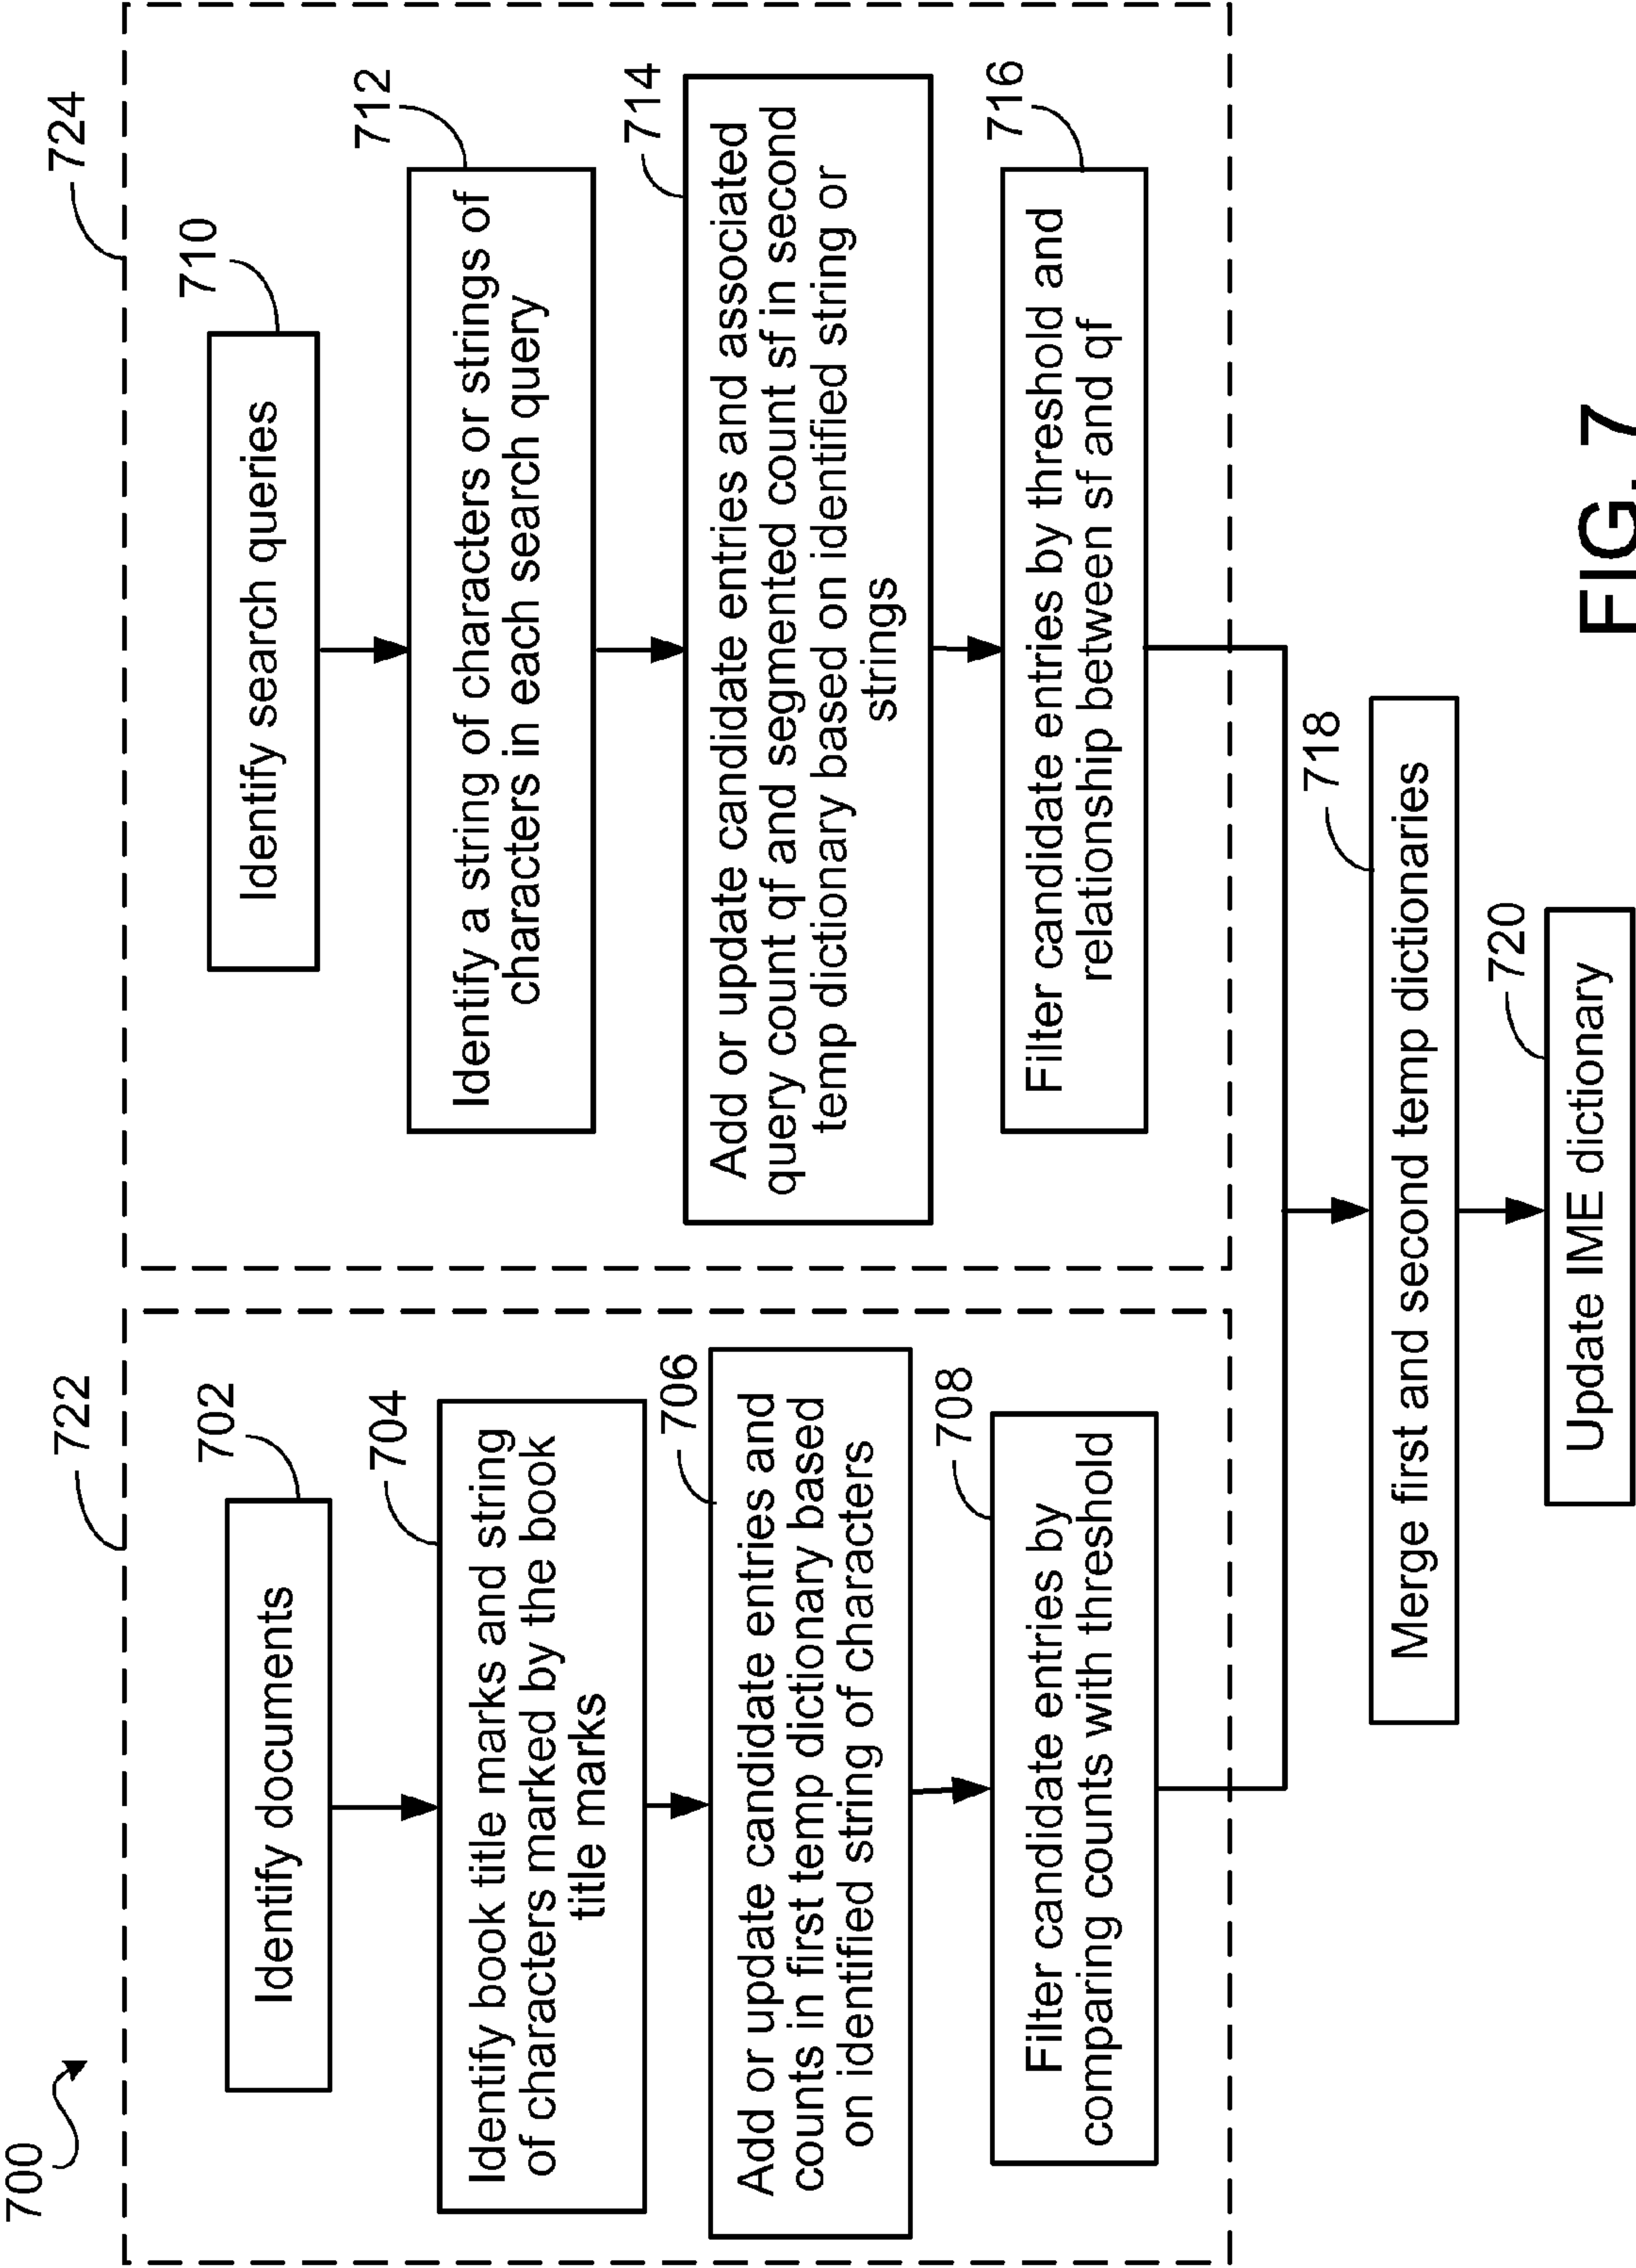 700
722
702
Identify documents
704
Identify book title marks and string
of characters marked by the book
title marks
706
Add or update candidate entries and
counts in first temp dictionary based
on identified string of characters
708
Filter candidate entries by
comparing counts with threshold
724
710
Identify search queries
712
Identify a string of characters or strings of
characters in each search query
714
Add or update candidate entries and associated
query count qf and segmented count sf in second
temp dictionary based on identified string or
strings
716
Filter candidate entries by threshold and
relationship between sf and qf
718
Merge first and second temp dictionaries
720
Update IME dictionary
FIG. 7